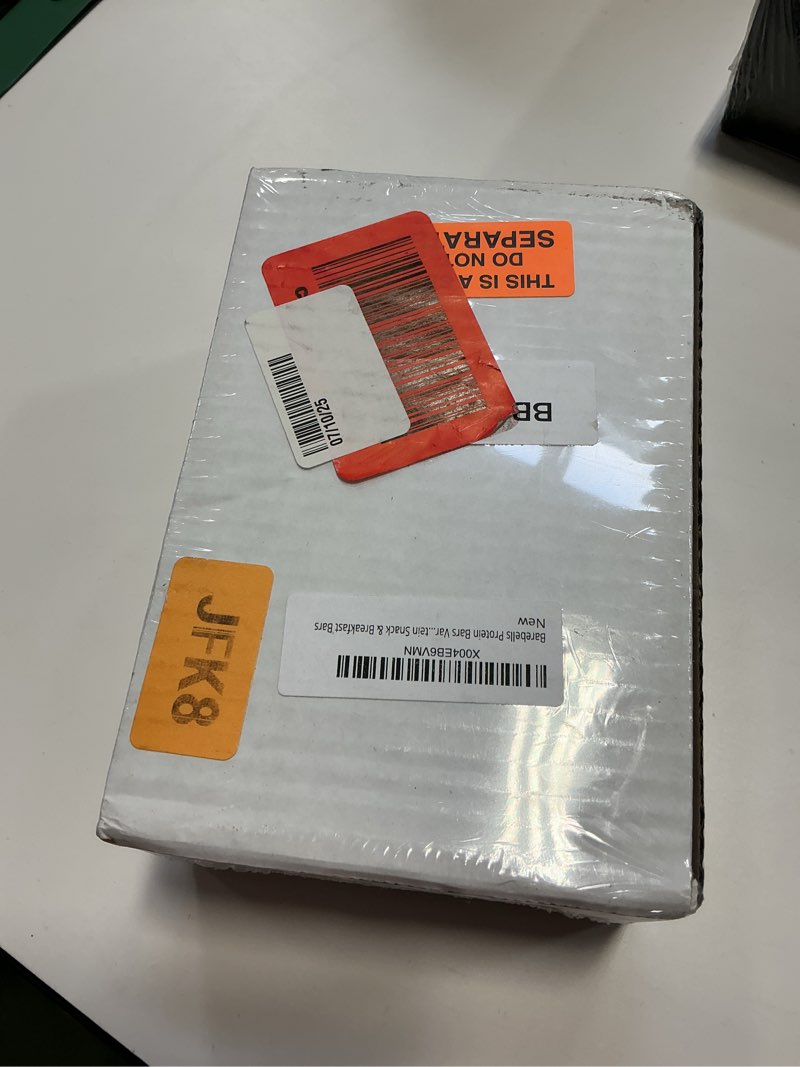 THIS IS A
DO NOT
SEPARA
07/10/25
BB
JFK8
X004EB6VMN
Barebells Protein Bars Var...tein Snack & Breakfast Bars
New